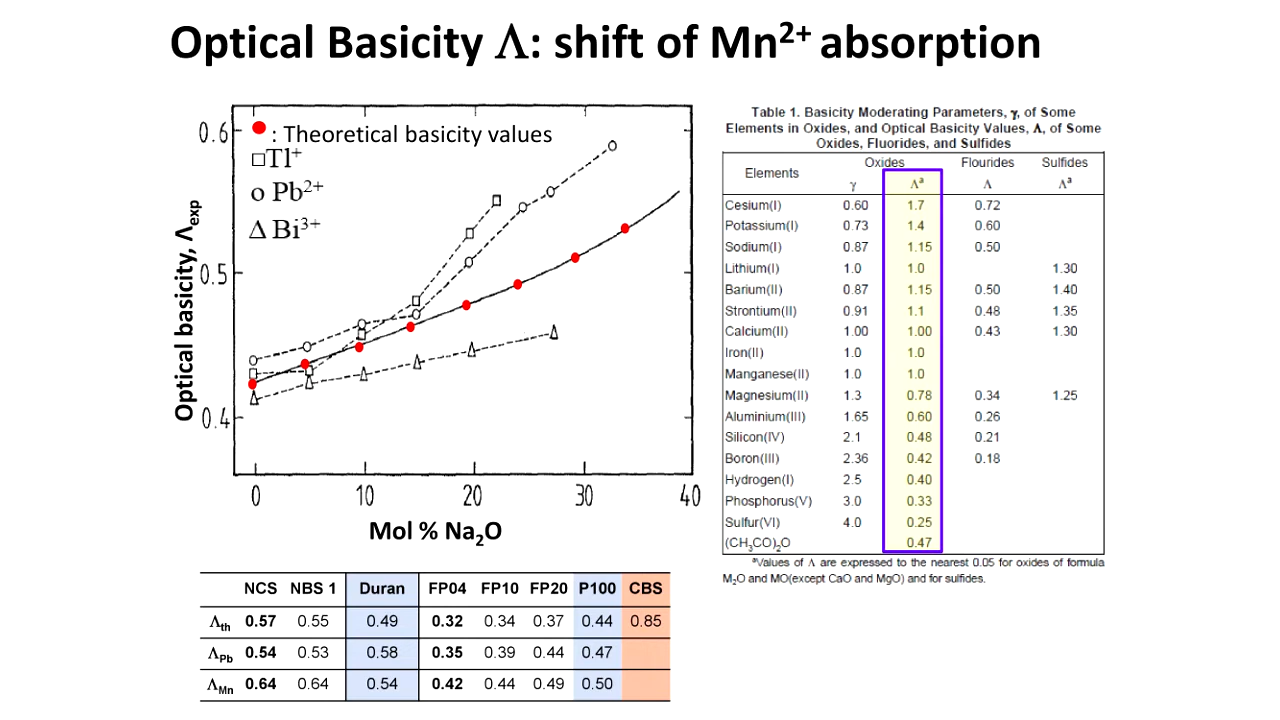 Optical Basicity Λ: shift of Mn²⁺ absorption
● : Theoretical basicity values
□Tl⁺
o Pb²⁺
Δ Bi³⁺
Optical basicity, Λexp
0.6
0.5
0.4
0 10 20 30 40
Mol % Na₂O
Table 1. Basicity Moderating Parameters, γ, of Some
Elements in Oxides, and Optical Basicity Values, Λ, of Some
Oxides, Fluorides, and Sulfides
Elements Oxides Flourides Sulfides
γ Λᵃ Λ Λᵃ
Cesium(I) 0.60 1.7 0.72
Potassium(I) 0.73 1.4 0.60
Sodium(I) 0.87 1.15 0.50
Lithium(I) 1.0 1.0 1.30
Barium(II) 0.87 1.15 0.50 1.40
Strontium(II) 0.91 1.1 0.48 1.35
Calcium(II) 1.00 1.00 0.43 1.30
Iron(II) 1.0 1.0
Manganese(II) 1.0 1.0
Magnesium(II) 1.3 0.78 0.34 1.25
Aluminium(III) 1.65 0.60 0.26
Silicon(IV) 2.1 0.48 0.21
Boron(III) 2.36 0.42 0.18
Hydrogen(I) 2.5 0.40
Phosphorus(V) 3.0 0.33
Sulfur(VI) 4.0 0.25
(CH₃CO)₂O 0.47
ᵃValues of Λ are expressed to the nearest 0.05 for oxides of formula
M₂O and MO(except CaO and MgO) and for sulfides.
NCS NBS 1 Duran FP04 FP10 FP20 P100 CBS
Λth 0.57 0.55 0.49 0.32 0.34 0.37 0.44 0.85
ΛPb 0.54 0.53 0.58 0.35 0.39 0.44 0.47
ΛMn 0.64 0.64 0.54 0.42 0.44 0.49 0.50